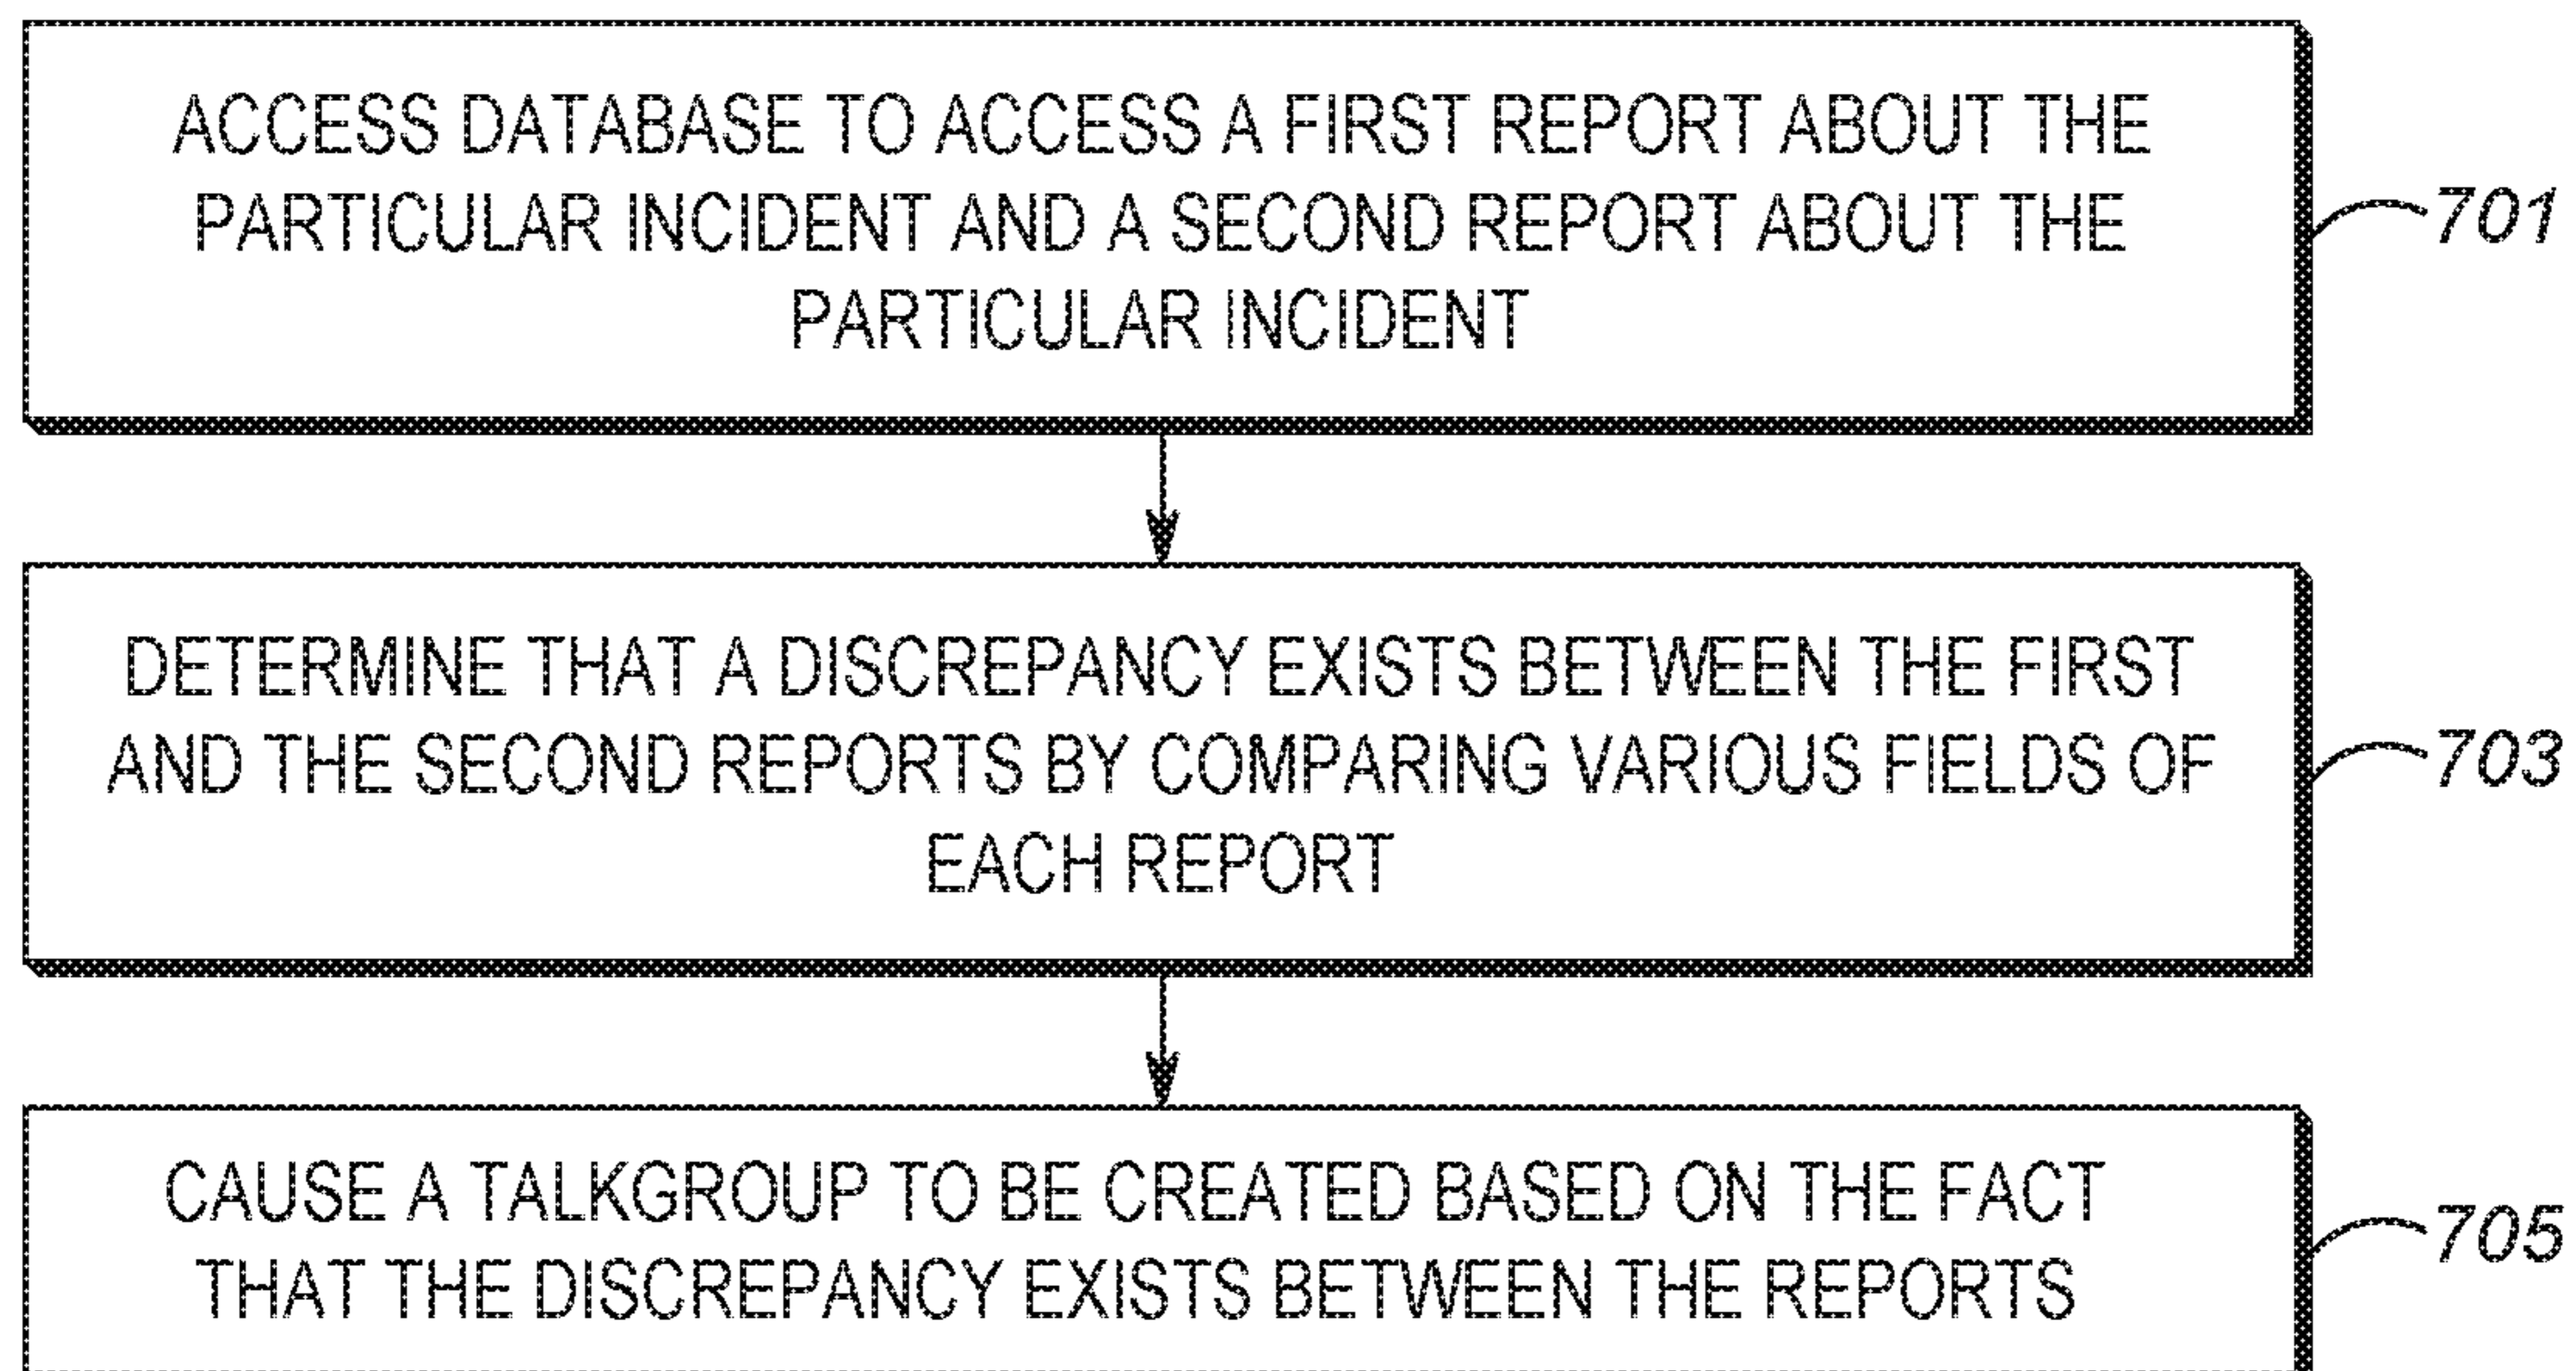 ACCESS DATABASE TO ACCESS A FIRST REPORT ABOUT THE
PARTICULAR INCIDENT AND A SECOND REPORT ABOUT THE
PARTICULAR INCIDENT
701
DETERMINE THAT A DISCREPANCY EXISTS BETWEEN THE FIRST
AND THE SECOND REPORTS BY COMPARING VARIOUS FIELDS OF
EACH REPORT
703
CAUSE A TALKGROUP TO BE CREATED BASED ON THE FACT
THAT THE DISCREPANCY EXISTS BETWEEN THE REPORTS
705